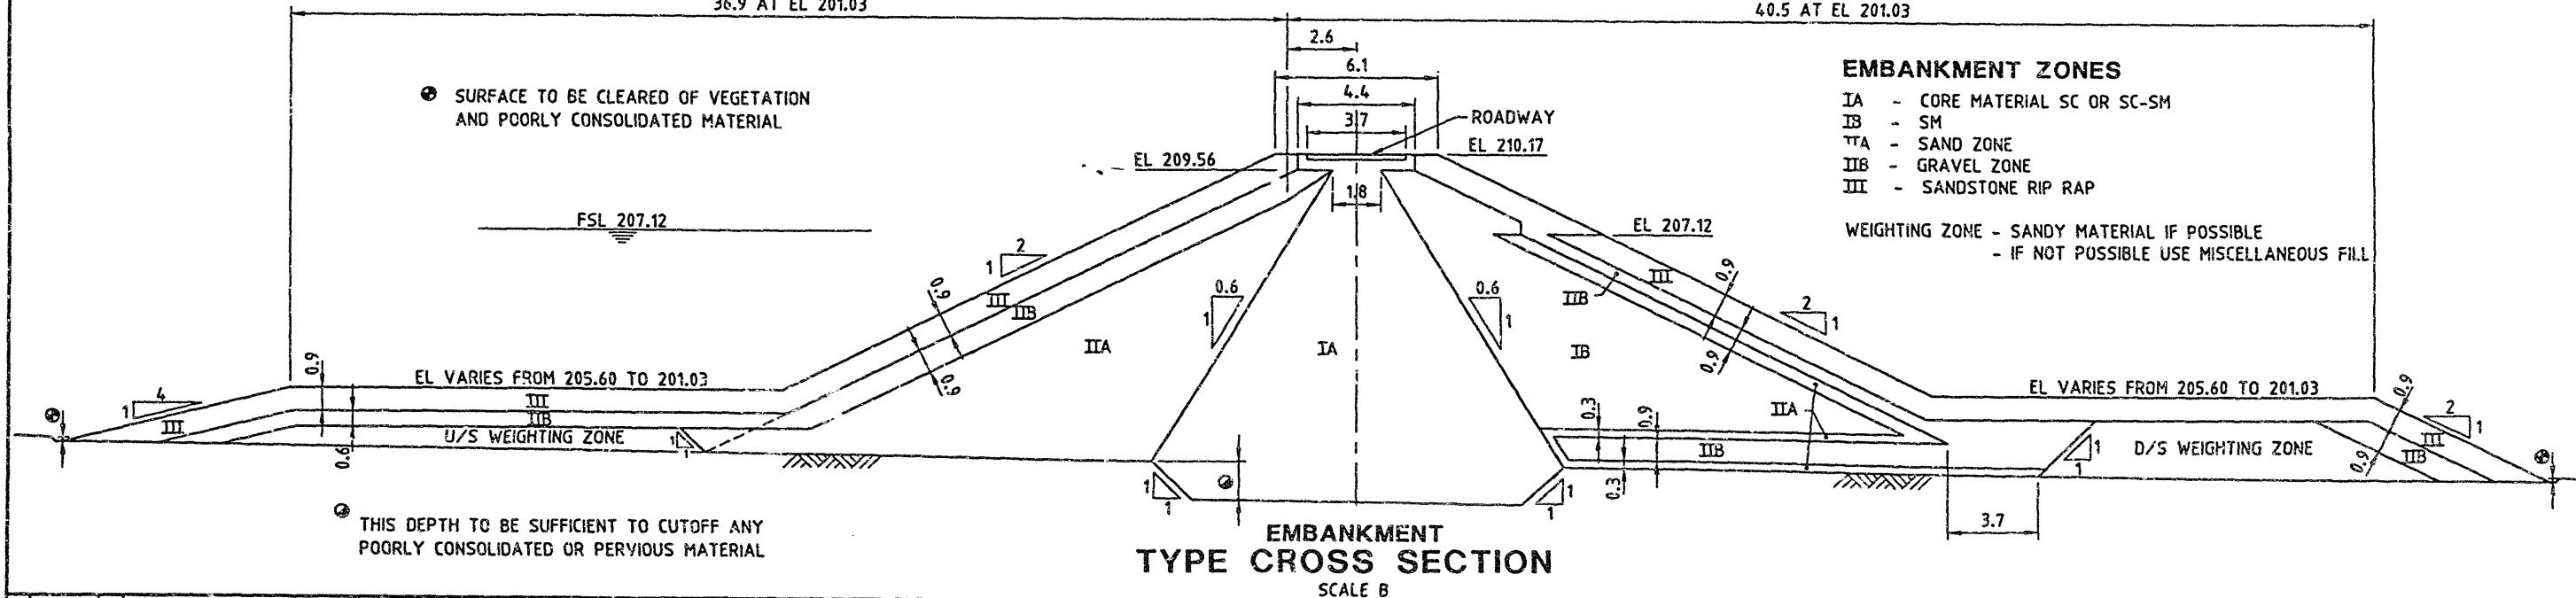 36.9 AT EL 201.03
40.5 AT EL 201.03
2.6
6.1
4.4
3.7
ROADWAY
EL 209.56
EL 210.17
1.8
SURFACE TO BE CLEARED OF VEGETATION
AND POORLY CONSOLIDATED MATERIAL
FSL 207.12
EMBANKMENT ZONES
IA - CORE MATERIAL SC OR SC-SM
IB - SM
IIA - SAND ZONE
IIB - GRAVEL ZONE
III - SANDSTONE RIP RAP
WEIGHTING ZONE - SANDY MATERIAL IF POSSIBLE
- IF NOT POSSIBLE USE MISCELLANEOUS FILL
EL 207.12
2
1
0.9
III
IIB
0.9
0.6
1
0.6
1
IIA
IA
IB
IIB
III
0.9
0.9
2
1
0.9
EL VARIES FROM 205.60 TO 201.03
4
1
III
III
IIB
U/S WEIGHTING ZONE
0.6
1
1
0.3
0.9
IIA
IIB
0.3
EL VARIES FROM 205.60 TO 201.03
0.9
2
1
III
IIB
D/S WEIGHTING ZONE
0.9
1
1
1
1
1
1
3.7
THIS DEPTH TO BE SUFFICIENT TO CUTOFF ANY
POORLY CONSOLIDATED OR PERVIOUS MATERIAL
EMBANKMENT
TYPE CROSS SECTION
SCALE B